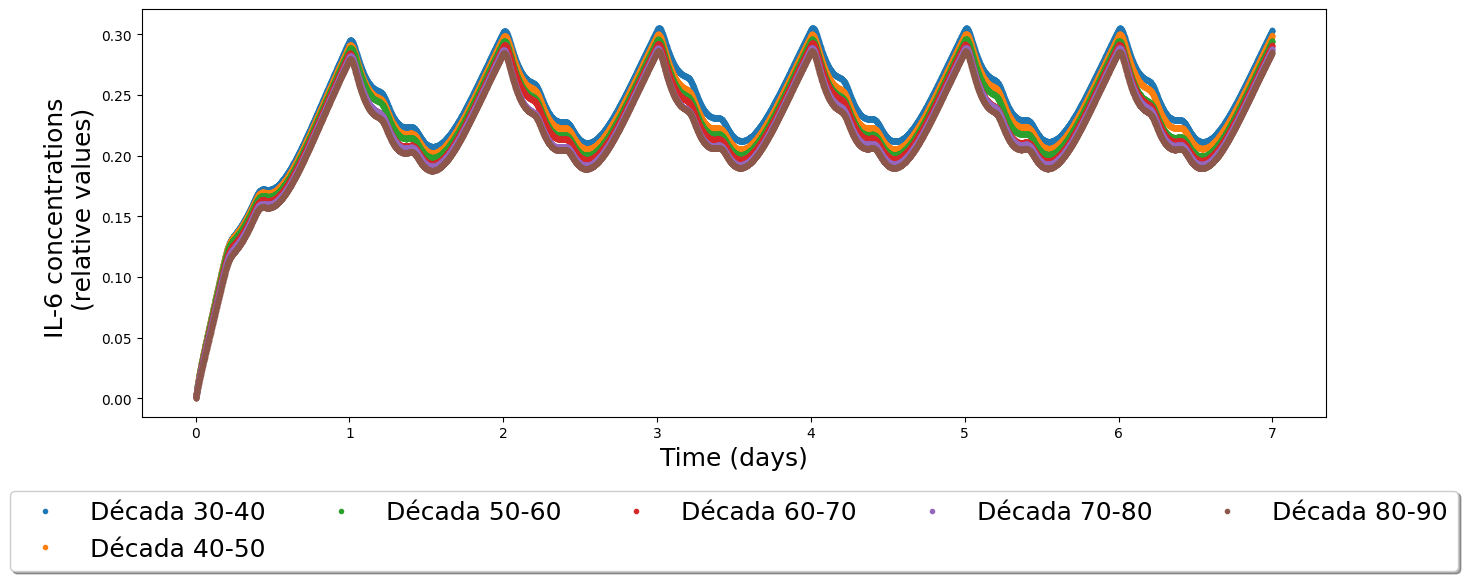 0.30
0.25
0.20
0.15
0.10
0.05
0.00
IL-6 concentrations
(relative values)
0 1 2 3 4 5 6 7
Time (days)
Década 30-40 Década 50-60 Década 60-70 Década 70-80 Década 80-90
Década 40-50